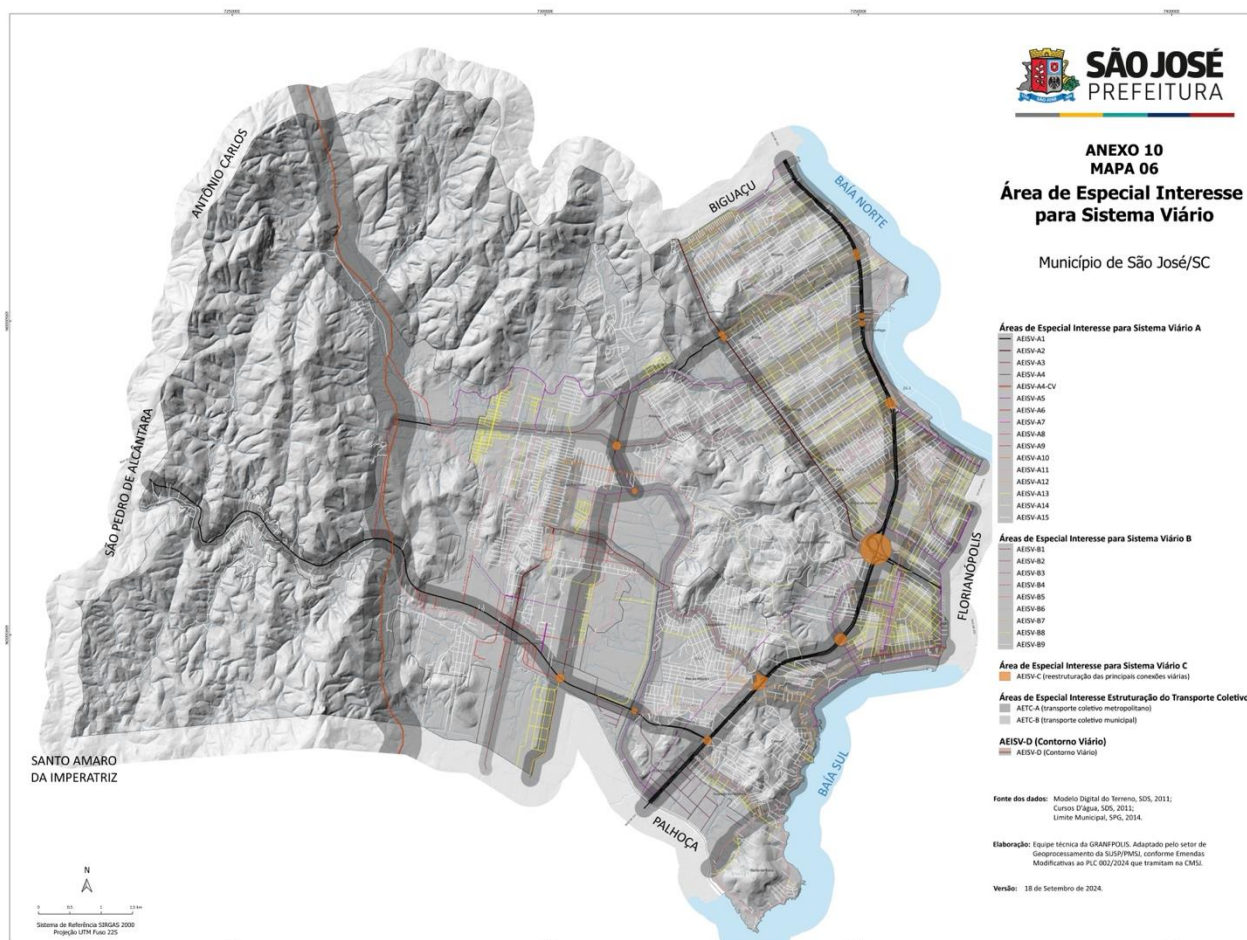 SÃO JOSÉ
PREFEITURA
ANEXO 10
MAPA 06
Área de Especial Interesse
para Sistema Viário
Município de São José/SC
Áreas de Especial Interesse para Sistema Viário A
AEISV-A1
AEISV-A2
AEISV-A3
AEISV-A4
AEISV-A4-CV
AEISV-A5
AEISV-A6
AEISV-A7
AEISV-A8
AEISV-A9
AEISV-A10
AEISV-A11
AEISV-A12
AEISV-A13
AEISV-A14
AEISV-A15
Áreas de Especial Interesse para Sistema Viário B
AEISV-B1
AEISV-B2
AEISV-B3
AEISV-B4
AEISV-B5
AEISV-B6
AEISV-B7
AEISV-B8
AEISV-B9
Área de Especial Interesse para Sistema Viário C
AEISV-C (reestruturação das principais conexões viárias)
Áreas de Especial Interesse Estruturação do Transporte Coletivo
AETC-A (transporte coletivo metropolitano)
AETC-B (transporte coletivo municipal)
AEISV-D (Contorno Viário)
AEISV-D (Contorno Viário)
Fonte dos dados: Modelo Digital do Terreno, SDS, 2011;
Cursos D'água, SDS, 2011;
Limite Municipal, SPG, 2014.
Elaboração: Equipe técnica da GRANFPOLIS. Adaptado pelo setor de
Geoprocessamento da SUSP/PMSJ, conforme Emendas
Modificativas ao PLC 002/2024 que tramitam na CMSJ.
Versão: 18 de Setembro de 2024.
ANTÔNIO CARLOS
BIGUAÇU
BAÍA NORTE
SÃO PEDRO DE ALCÂNTARA
FLORIANÓPOLIS
SANTO AMARO
DA IMPERATRIZ
PALHOÇA
BAÍA SUL
N
Sistema de Referência SIRGAS 2000
Projeção UTM Fuso 22S